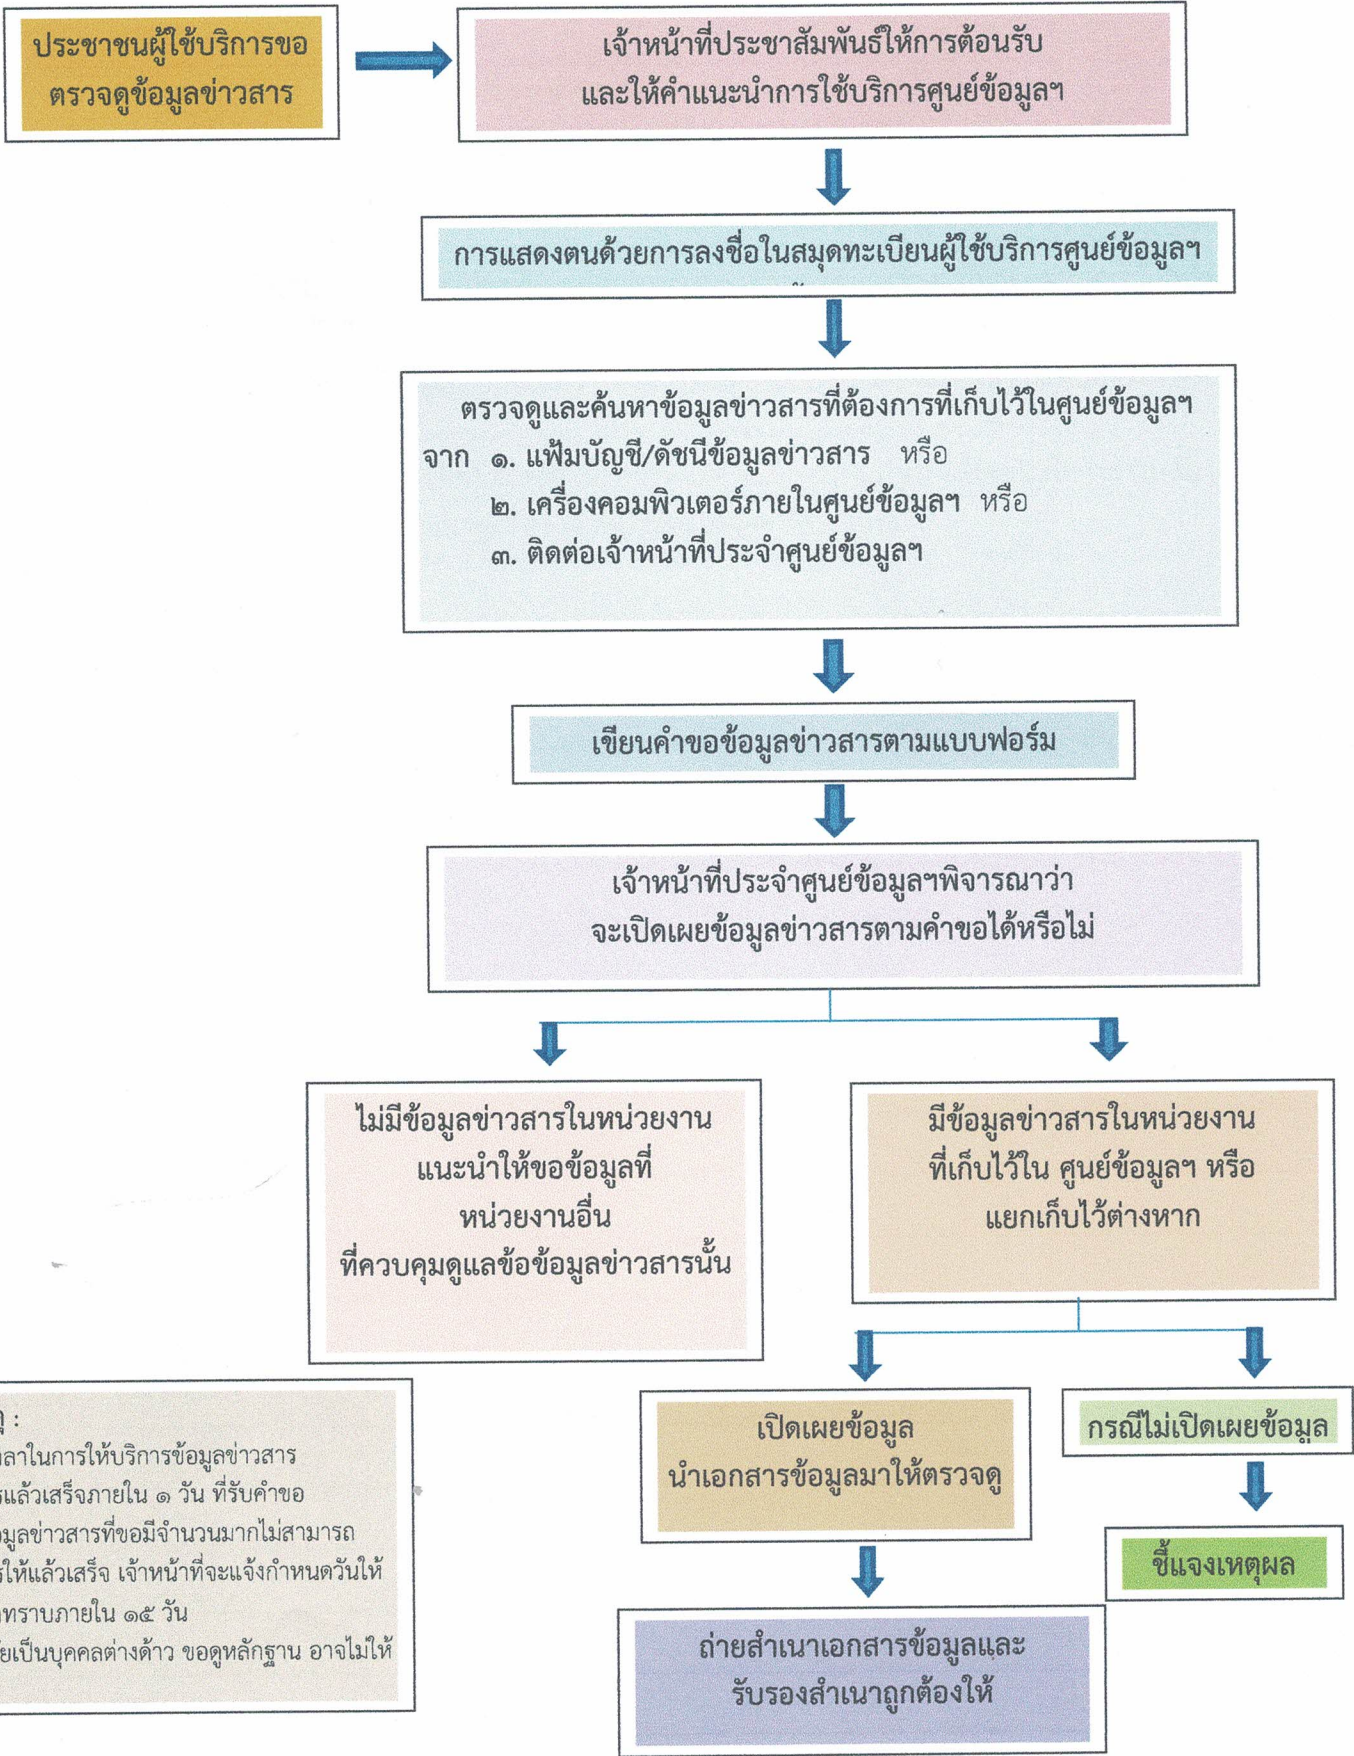 ประชาชนผู้ใช้บริการขอ
ตรวจดูข้อมูลข่าวสาร
เจ้าหน้าที่ประชาสัมพันธ์ให้การต้อนรับ
และให้คำแนะนำการใช้บริการศูนย์ข้อมูลฯ
การแสดงตนด้วยการลงชื่อในสมุดทะเบียนผู้ใช้บริการศูนย์ข้อมูลฯ
ตรวจดูและค้นหาข้อมูลข่าวสารที่ต้องการที่เก็บไว้ในศูนย์ข้อมูลฯ
จาก ๑. แฟ้มบัญชี/ดัชนีข้อมูลข่าวสาร หรือ
๒. เครื่องคอมพิวเตอร์ภายในศูนย์ข้อมูลฯ หรือ
๓. ติดต่อเจ้าหน้าที่ประจำศูนย์ข้อมูลฯ
เขียนคำขอข้อมูลข่าวสารตามแบบฟอร์ม
เจ้าหน้าที่ประจำศูนย์ข้อมูลฯพิจารณาว่า
จะเปิดเผยข้อมูลข่าวสารตามคำขอได้หรือไม่
ไม่มีข้อมูลข่าวสารในหน่วยงาน
แนะนำให้ขอข้อมูลที่
หน่วยงานอื่น
ที่ควบคุมดูแลข้อข้อมูลข่าวสารนั้น
มีข้อมูลข่าวสารในหน่วยงาน
ที่เก็บไว้ใน ศูนย์ข้อมูลฯ หรือ
แยกเก็บไว้ต่างหาก
เปิดเผยข้อมูล
นำเอกสารข้อมูลมาให้ตรวจดู
กรณีไม่เปิดเผยข้อมูล
ชี้แจงเหตุผล
ถ่ายสำเนาเอกสารข้อมูลและ
รับรองสำเนาถูกต้องให้
ุ :
ลาในการให้บริการข้อมูลข่าวสาร
รแล้วเสร็จภายใน ๑ วัน ที่รับคำขอ
อมูลข่าวสารที่ขอมีจำนวนมากไม่สามารถ
รให้แล้วเสร็จ เจ้าหน้าที่จะแจ้งกำหนดวันให้
ทราบภายใน ๑๕ วัน
ัยเป็นบุคคลต่างด้าว ขอดูหลักฐาน อาจไม่ให้